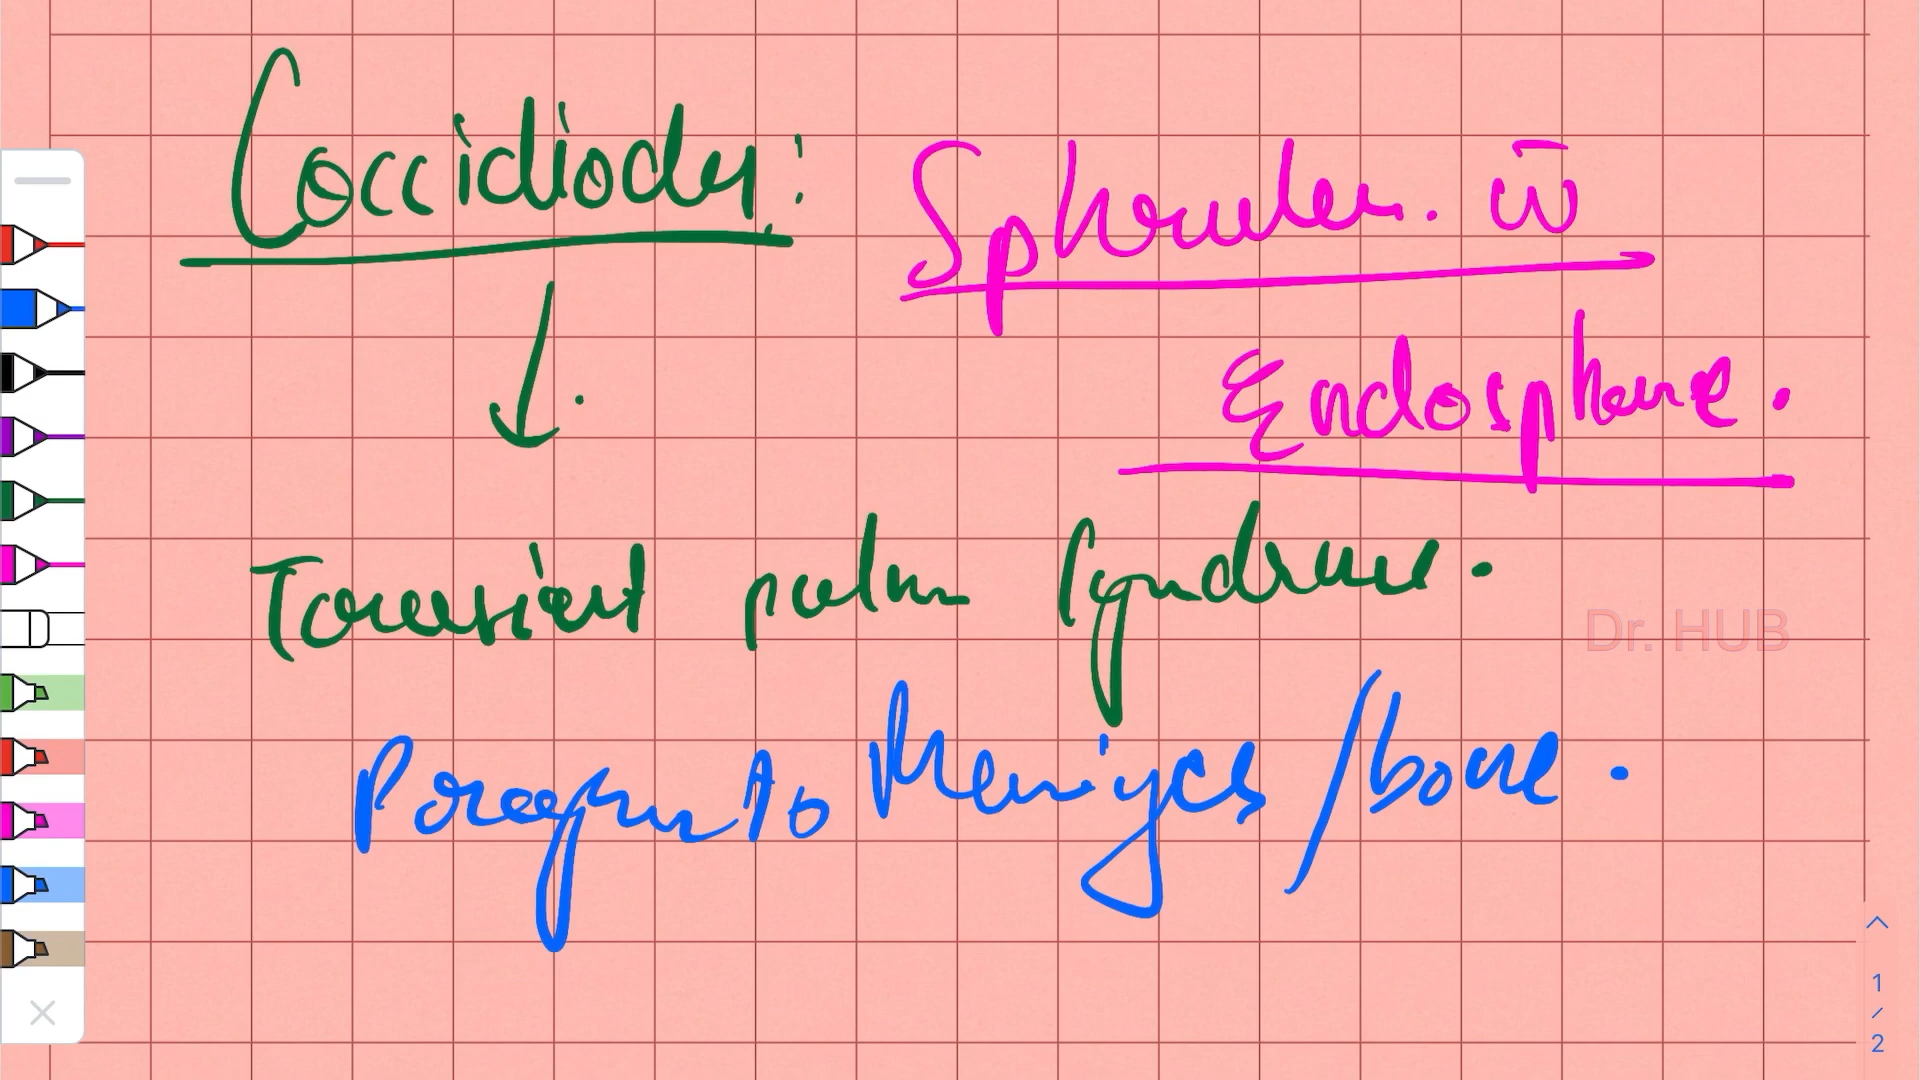 Coccidiodes: Spherules. w̄
Endosphere.
Transient pulm Syndrome.
Progress to Meninges/bone.
Dr. HUB
1
/
2